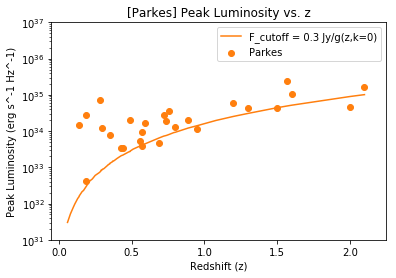 [Parkes] Peak Luminosity vs. z
F_cutoff = 0.3 Jy/g(z,k=0)
Parkes
Peak Luminosity (erg s^-1 Hz^-1)
10^37
10^36
10^35
10^34
10^33
10^32
10^31
0.0 0.5 1.0 1.5 2.0
Redshift (z)